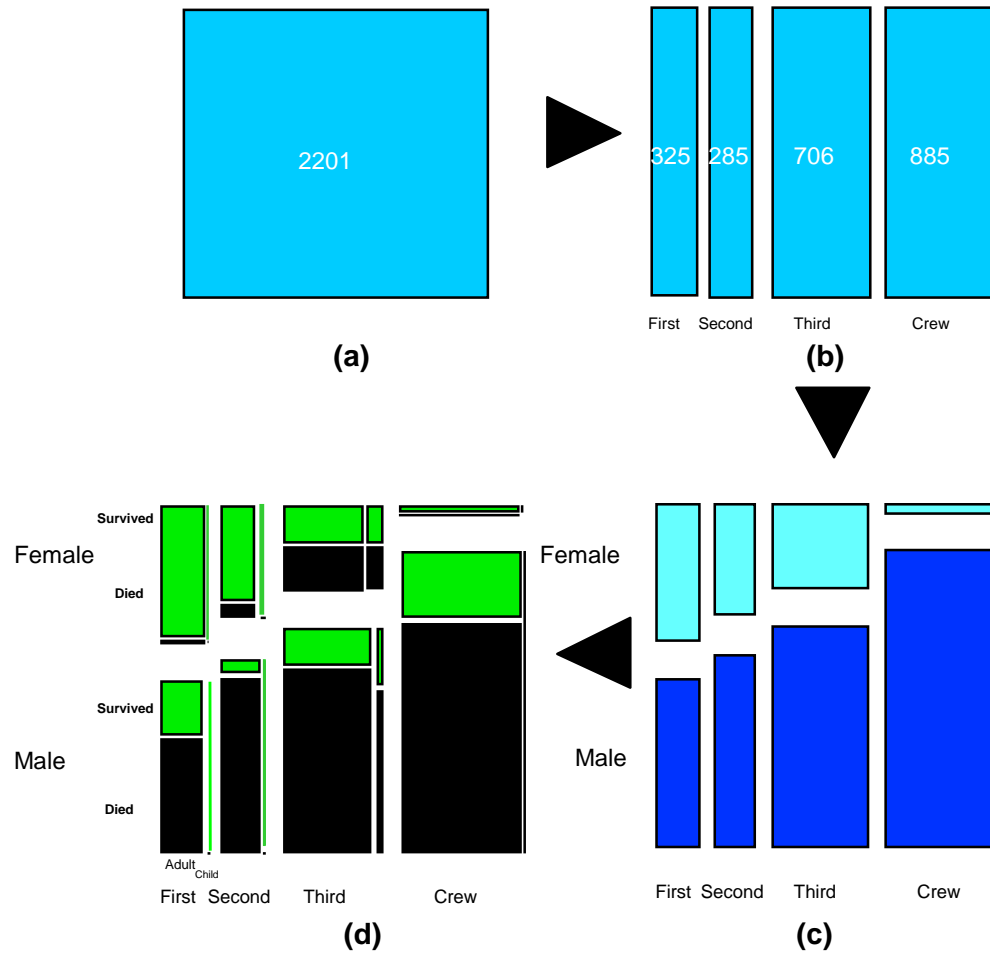 2201
325 285 706 885
First Second Third Crew
(a)
(b)
Survived
Female
Died
Survived
Male
Died
Adult
Child
First Second Third Crew
(d)
Female
Male
First Second Third Crew
(c)